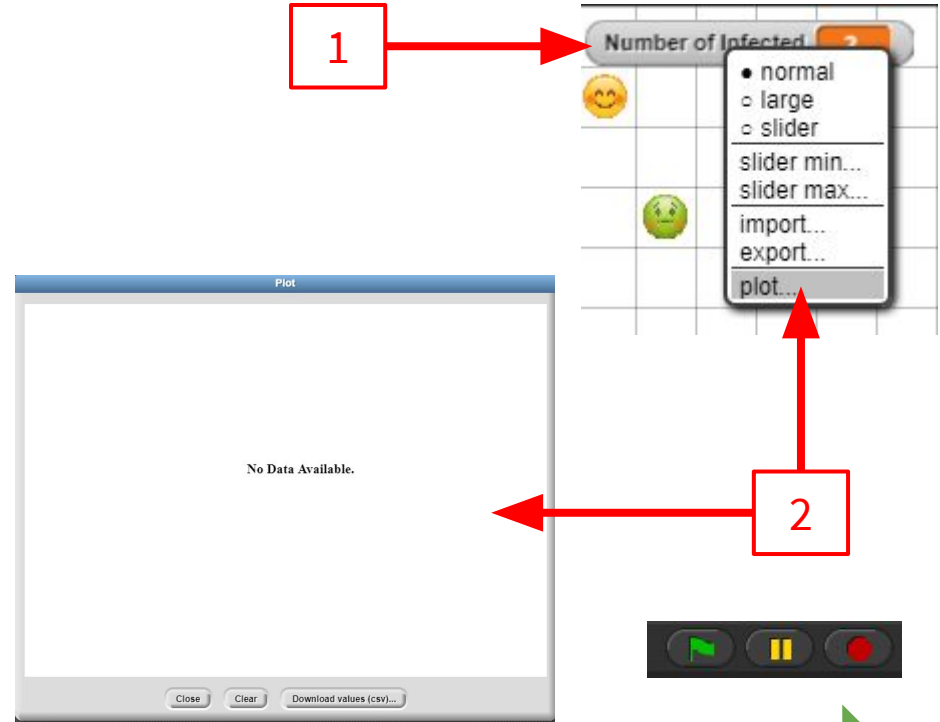 1
Number of Infected
● normal
○ large
○ slider
slider min...
slider max...
import...
export...
plot...
Plot
No Data Available.
2
Close
Clear
Download values (csv)...